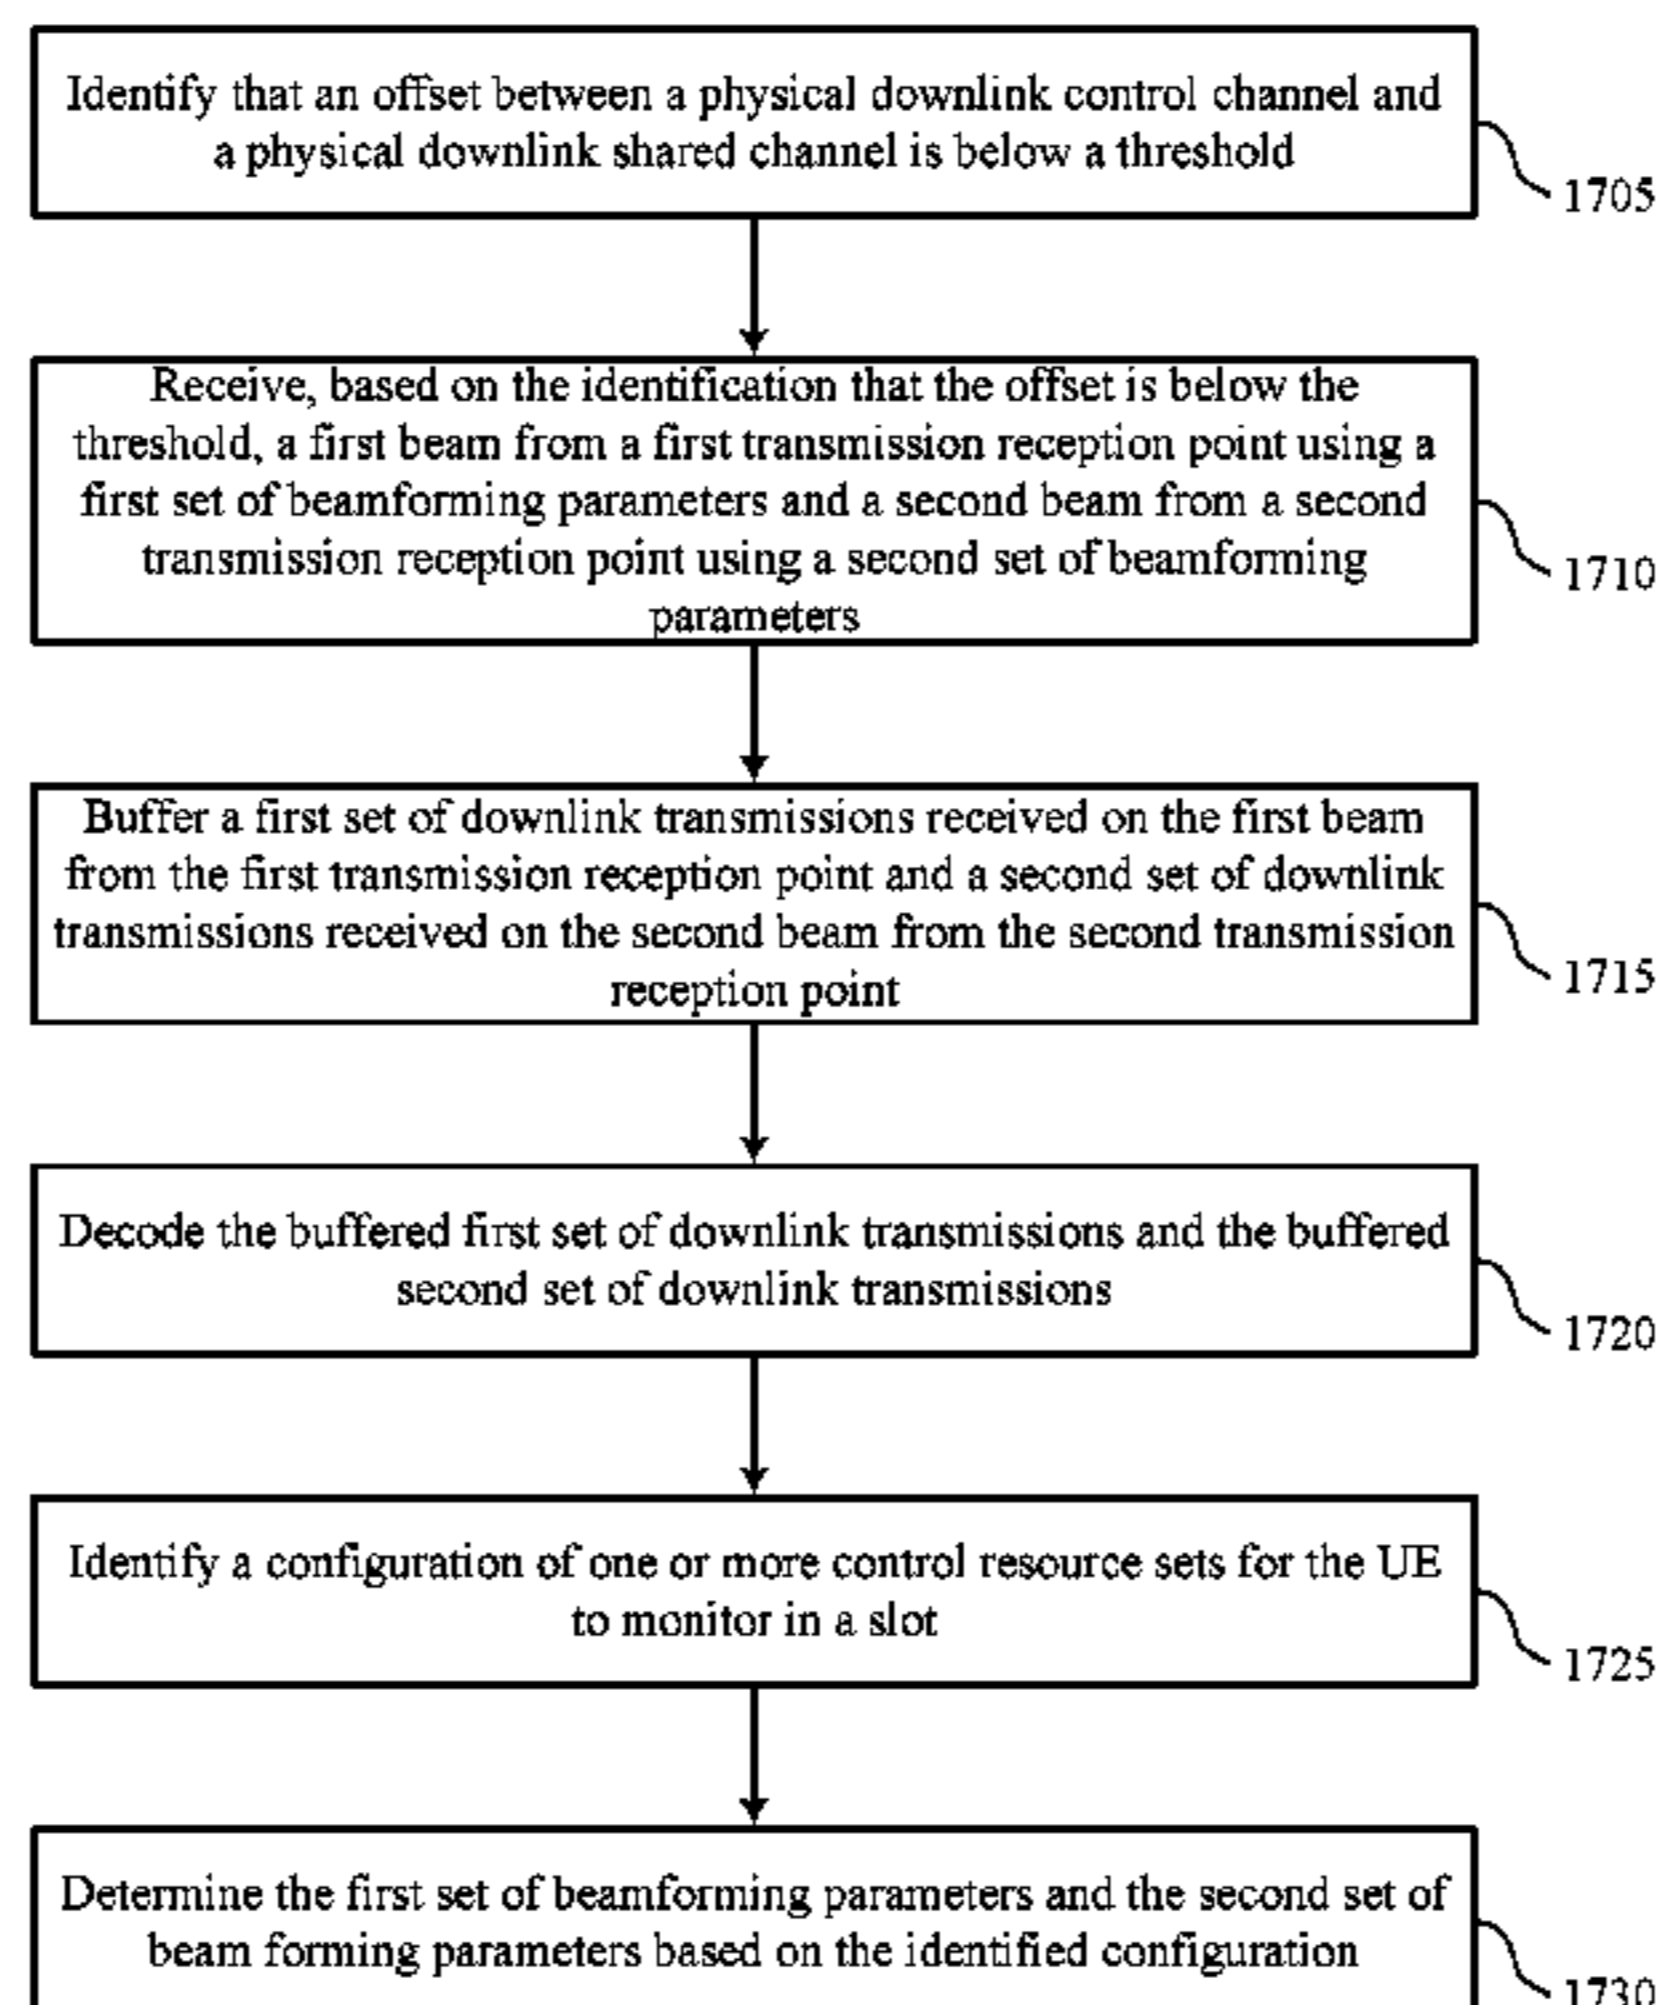 Identify that an offset between a physical downlink control channel and
a physical downlink shared channel is below a threshold
1705
Receive, based on the identification that the offset is below the
threshold, a first beam from a first transmission reception point using a
first set of beamforming parameters and a second beam from a second
transmission reception point using a second set of beamforming
parameters
1710
Buffer a first set of downlink transmissions received on the first beam
from the first transmission reception point and a second set of downlink
transmissions received on the second beam from the second transmission
reception point
1715
Decode the buffered first set of downlink transmissions and the buffered
second set of downlink transmissions
1720
Identify a configuration of one or more control resource sets for the UE
to monitor in a slot
1725
Determine the first set of beamforming parameters and the second set of
beam forming parameters based on the identified configuration
1730